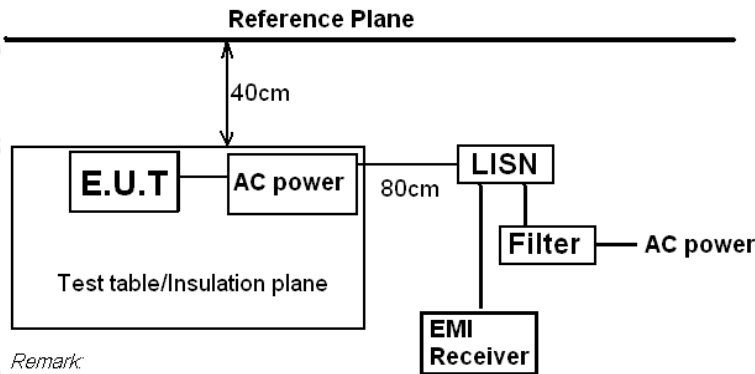 Reference Plane
40cm
E.U.T
AC power
80cm
LISN
Filter
AC power
Test table/Insulation plane
EMI
Receiver
Remark: